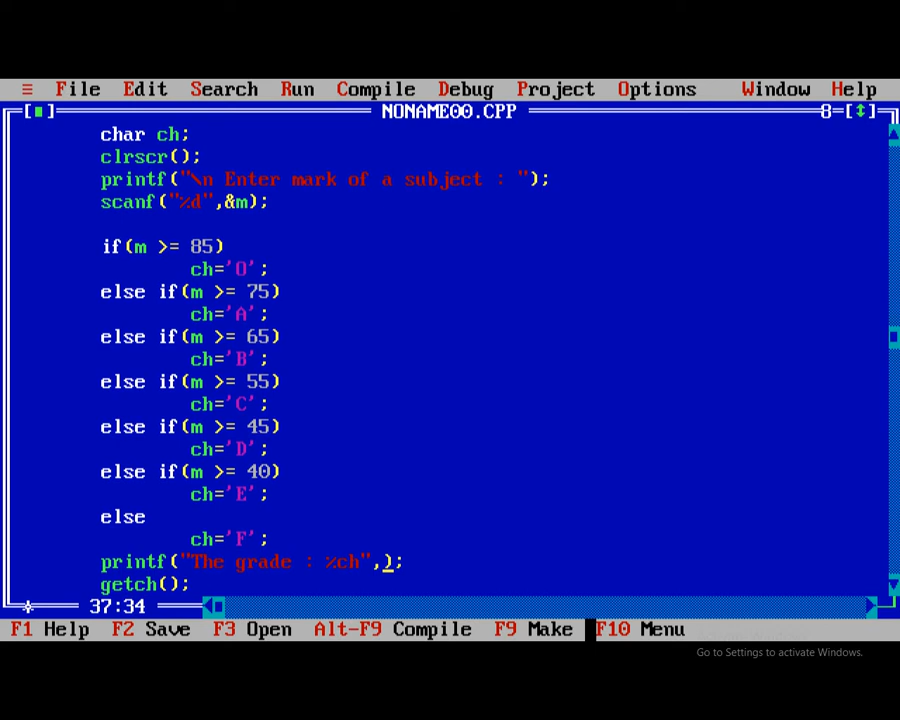 ≡ File Edit Search Run Compile Debug Project Options Window Help
[■] NONAME00.CPP 8=[↕]
char ch;
clrscr();
printf("\n Enter mark of a subject : ");
scanf("%d",&m);
if(m >= 85)
ch='O';
else if(m >= 75)
ch='A';
else if(m >= 65)
ch='B';
else if(m >= 55)
ch='C';
else if(m >= 45)
ch='D';
else if(m >= 40)
ch='E';
else
ch='F';
printf("The grade : %ch",);
getch();
37:34
F1 Help F2 Save F3 Open Alt-F9 Compile F9 Make F10 Menu
Go to Settings to activate Windows.